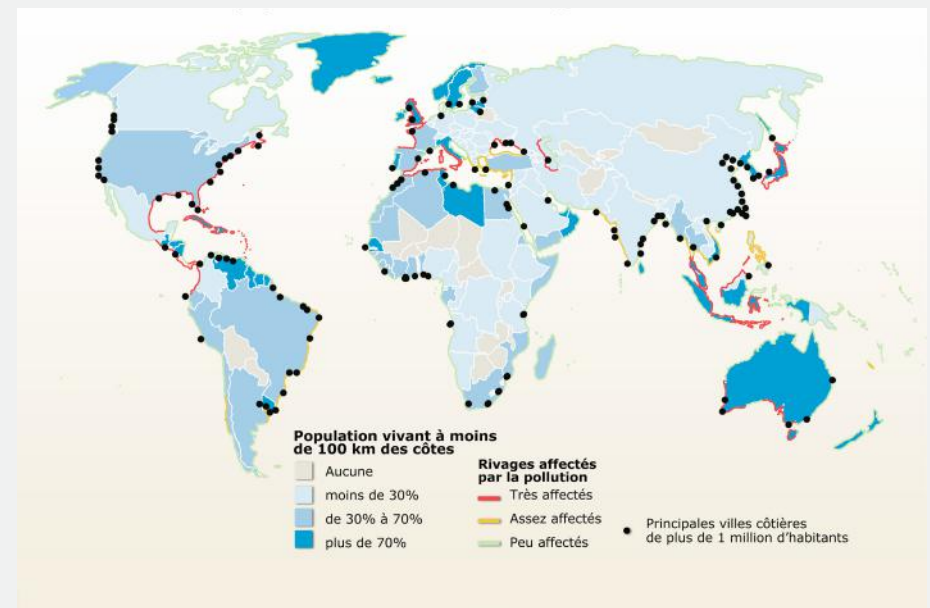 Population vivant à moins
de 100 km des côtes
Aucune
moins de 30%
de 30% à 70%
plus de 70%
Rivages affectés
par la pollution
Très affectés
Assez affectés
Peu affectés
Principales villes côtières
de plus de 1 million d'habitants